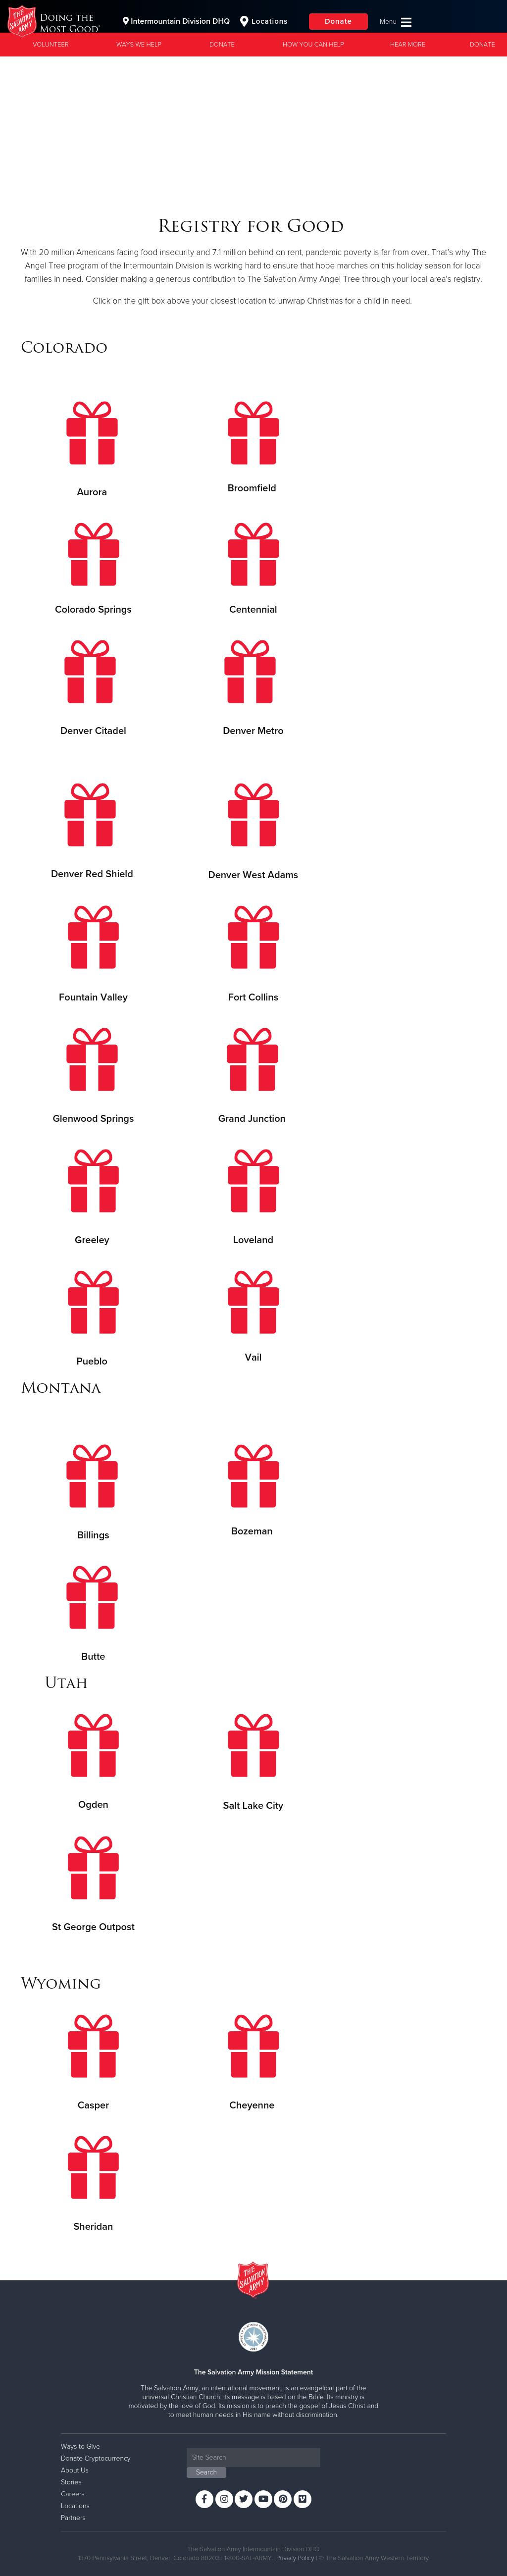 THE SALVATION ARMY
DOING THE
MOST GOOD®
Intermountain Division DHQ
Locations
Donate
Menu
VOLUNTEER
WAYS WE HELP
DONATE
HOW YOU CAN HELP
HEAR MORE
DONATE
Registry for Good
With 20 million Americans facing food insecurity and 7.1 million behind on rent, pandemic poverty is far from over. That's why The
Angel Tree program of the Intermountain Division is working hard to ensure that hope marches on this holiday season for local
families in need. Consider making a generous contribution to The Salvation Army Angel Tree through your local area's registry.
Click on the gift box above your closest location to unwrap Christmas for a child in need.
Colorado
Aurora
Broomfield
Colorado Springs
Centennial
Denver Citadel
Denver Metro
Denver Red Shield
Denver West Adams
Fountain Valley
Fort Collins
Glenwood Springs
Grand Junction
Greeley
Loveland
Pueblo
Vail
Montana
Billings
Bozeman
Butte
Utah
Ogden
Salt Lake City
St George Outpost
Wyoming
Casper
Cheyenne
Sheridan
THE SALVATION ARMY
The Salvation Army Mission Statement
The Salvation Army, an international movement, is an evangelical part of the
universal Christian Church. Its message is based on the Bible. Its ministry is
motivated by the love of God. Its mission is to preach the gospel of Jesus Christ and
to meet human needs in His name without discrimination.
Ways to Give
Donate Cryptocurrency
About Us
Stories
Careers
Locations
Partners
Site Search
Search
The Salvation Army Intermountain Division DHQ
1370 Pennsylvania Street, Denver, Colorado 80203 | 1-800-SAL-ARMY | Privacy Policy | © The Salvation Army Western Territory